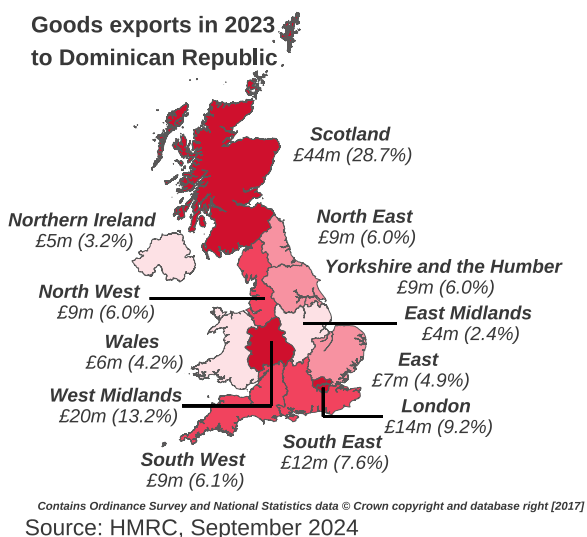 Goods exports in 2023
to Dominican Republic
Scotland
£44m (28.7%)
Northern Ireland
£5m (3.2%)
North East
£9m (6.0%)
Yorkshire and the Humber
£9m (6.0%)
North West
£9m (6.0%)
East Midlands
£4m (2.4%)
Wales
£6m (4.2%)
East
£7m (4.9%)
West Midlands
£20m (13.2%)
London
£14m (9.2%)
South East
£12m (7.6%)
South West
£9m (6.1%)
Contains Ordinance Survey and National Statistics data © Crown copyright and database right [2017]
Source: HMRC, September 2024